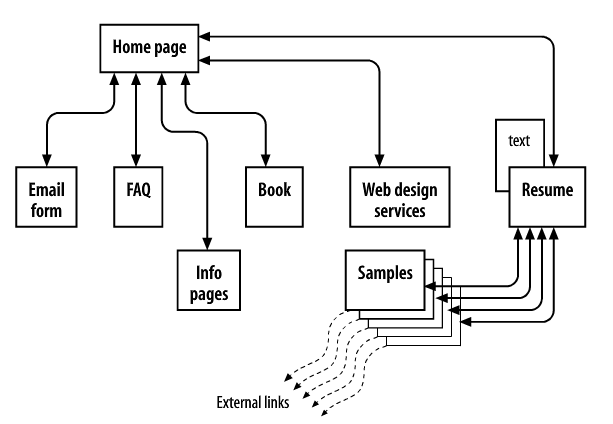 Home page
text
Email
form
FAQ
Book
Web design
services
Resume
Info
pages
Samples
External links